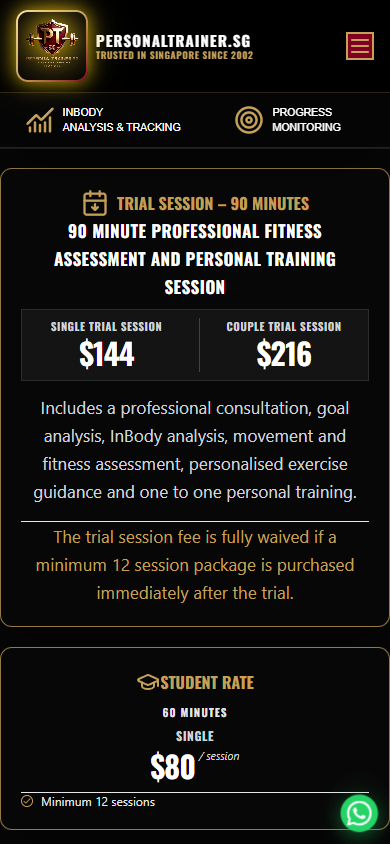 PT
PERSONALTRAINER.SG
TRUSTED IN SINGAPORE SINCE 2002
INBODY
ANALYSIS & TRACKING
PROGRESS
MONITORING
TRIAL SESSION – 90 MINUTES
90 MINUTE PROFESSIONAL FITNESS
ASSESSMENT AND PERSONAL TRAINING
SESSION
SINGLE TRIAL SESSION
$144
COUPLE TRIAL SESSION
$216
Includes a professional consultation, goal
analysis, InBody analysis, movement and
fitness assessment, personalised exercise
guidance and one to one personal training.
The trial session fee is fully waived if a
minimum 12 session package is purchased
immediately after the trial.
STUDENT RATE
60 MINUTES
SINGLE
$80 / session
Minimum 12 sessions